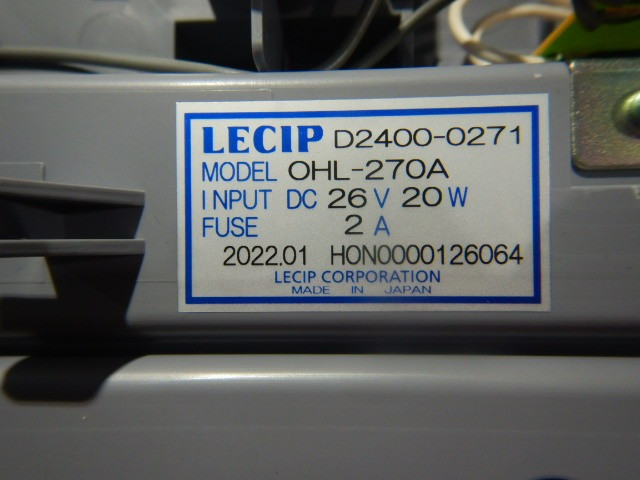 LECIP D2400-0271
MODEL OHL-270A
INPUT DC 26 V 20 W
FUSE 2 A
2022.01 HON0000126064
LECIP CORPORATION
MADE IN JAPAN